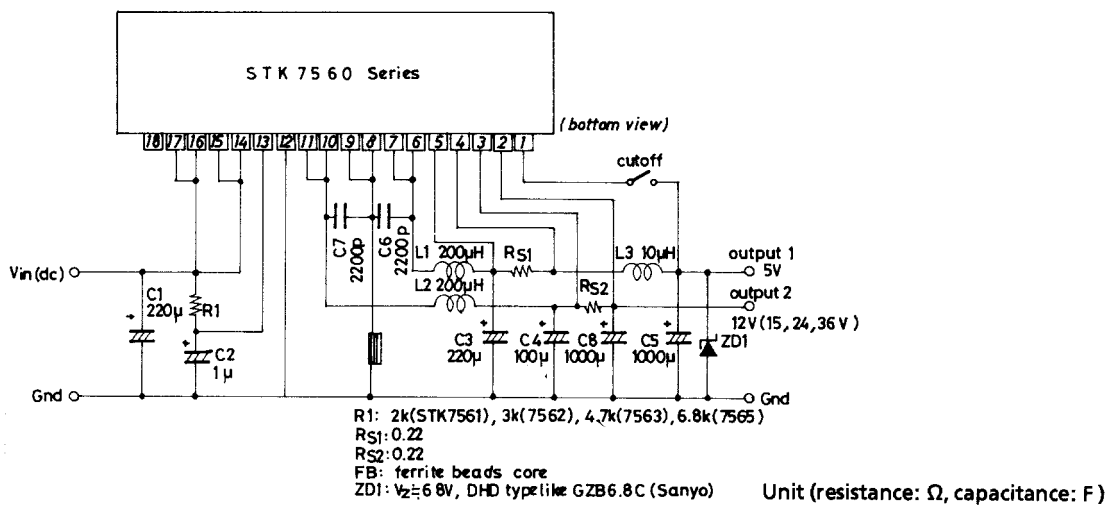 STK 7560 Series
(bottom view)
18 17 16 15 14 13 12 11 10 9 8 7 6 5 4 3 2 1
cutoff
C7
2200p
C6
2200p
L1 200μH
RS1
L3 10μH
output 1
5V
Vin(dc)
L2 200μH
RS2
output 2
12V(15,24,36V)
C1
220μ
R1
C2
1μ
C3
220μ
C4
100μ
C8
1000μ
C5
1000μ
ZD1
Gnd
Gnd
R1: 2k(STK7561), 3k(7562), 4.7k(7563), 6.8k(7565)
RS1: 0.22
RS2: 0.22
FB: ferrite beads core
ZD1: Vz≒6.8V, DHD type like GZB6.8C (Sanyo)
Unit (resistance: Ω, capacitance: F)